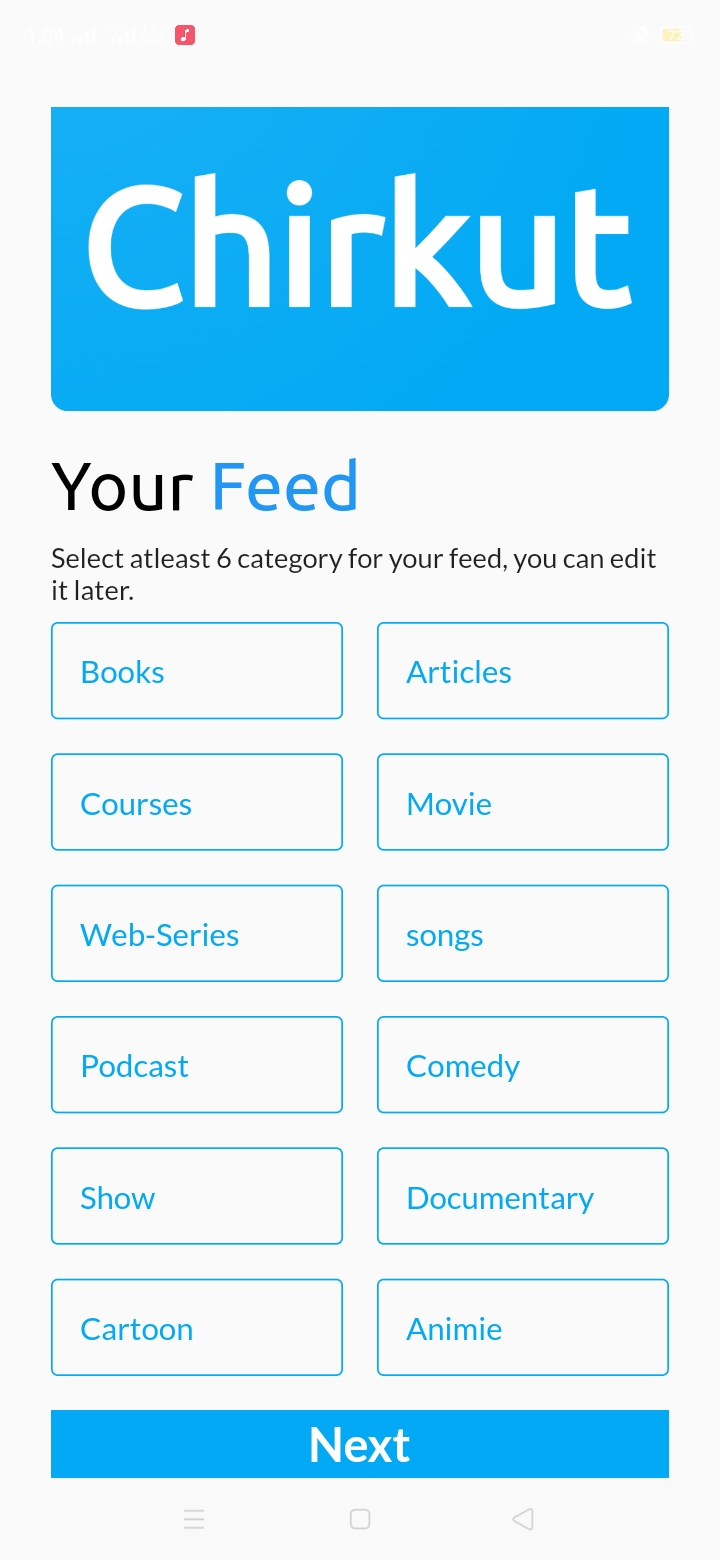 Chirkut
Your Feed
Select atleast 6 category for your feed, you can edit
it later.
Books
Articles
Courses
Movie
Web-Series
songs
Podcast
Comedy
Show
Documentary
Cartoon
Animie
Next